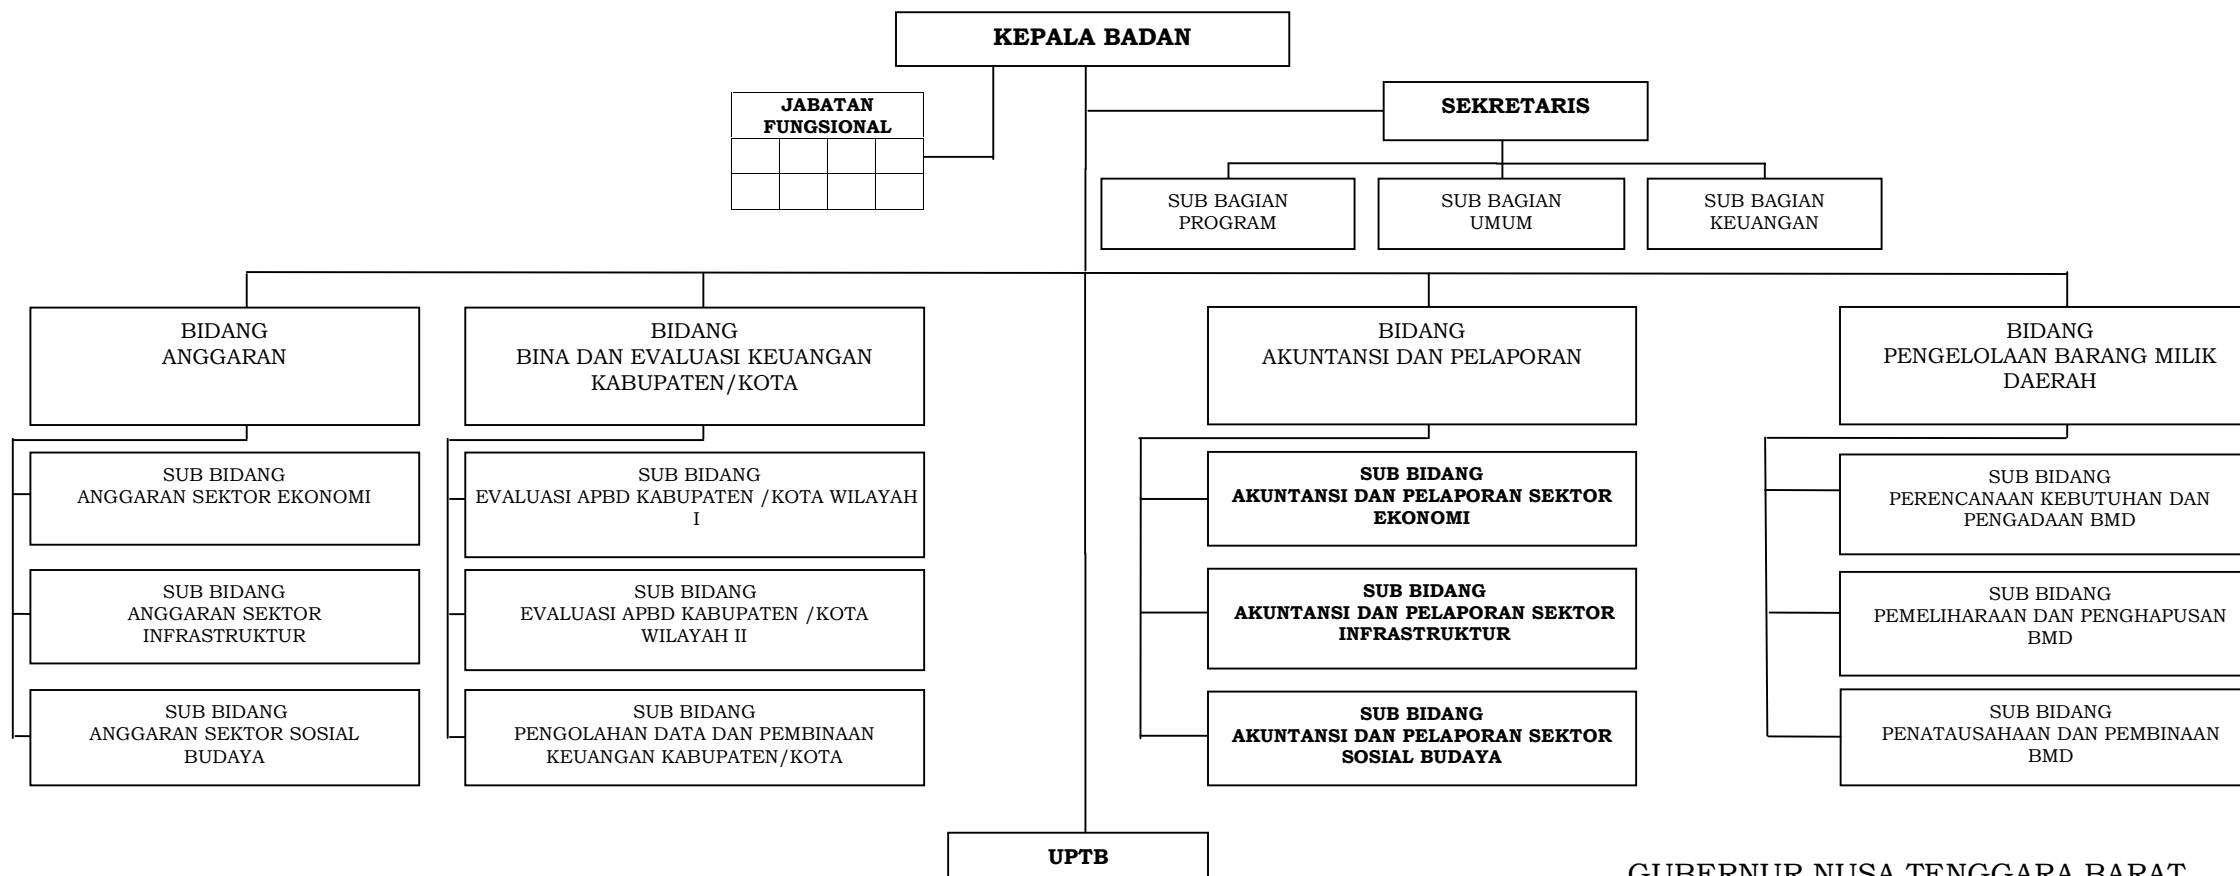 KEPALA BADAN
JABATAN
FUNGSIONAL
SEKRETARIS
SUB BAGIAN
PROGRAM
SUB BAGIAN
UMUM
SUB BAGIAN
KEUANGAN
BIDANG
ANGGARAN
BIDANG
BINA DAN EVALUASI KEUANGAN
KABUPATEN/KOTA
BIDANG
AKUNTANSI DAN PELAPORAN
BIDANG
PENGELOLAAN BARANG MILIK
DAERAH
SUB BIDANG
ANGGARAN SEKTOR EKONOMI
SUB BIDANG
ANGGARAN SEKTOR
INFRASTRUKTUR
SUB BIDANG
ANGGARAN SEKTOR SOSIAL
BUDAYA
SUB BIDANG
EVALUASI APBD KABUPATEN /KOTA WILAYAH
I
SUB BIDANG
EVALUASI APBD KABUPATEN /KOTA
WILAYAH II
SUB BIDANG
PENGOLAHAN DATA DAN PEMBINAAN
KEUANGAN KABUPATEN/KOTA
SUB BIDANG
AKUNTANSI DAN PELAPORAN SEKTOR
EKONOMI
SUB BIDANG
AKUNTANSI DAN PELAPORAN SEKTOR
INFRASTRUKTUR
SUB BIDANG
AKUNTANSI DAN PELAPORAN SEKTOR
SOSIAL BUDAYA
SUB BIDANG
PERENCANAAN KEBUTUHAN DAN
PENGADAAN BMD
SUB BIDANG
PEMELIHARAAN DAN PENGHAPUSAN
BMD
SUB BIDANG
PENATAUSAHAAN DAN PEMBINAAN
BMD
UPTB
GUBERNUR NUSA TENGGARA BARAT